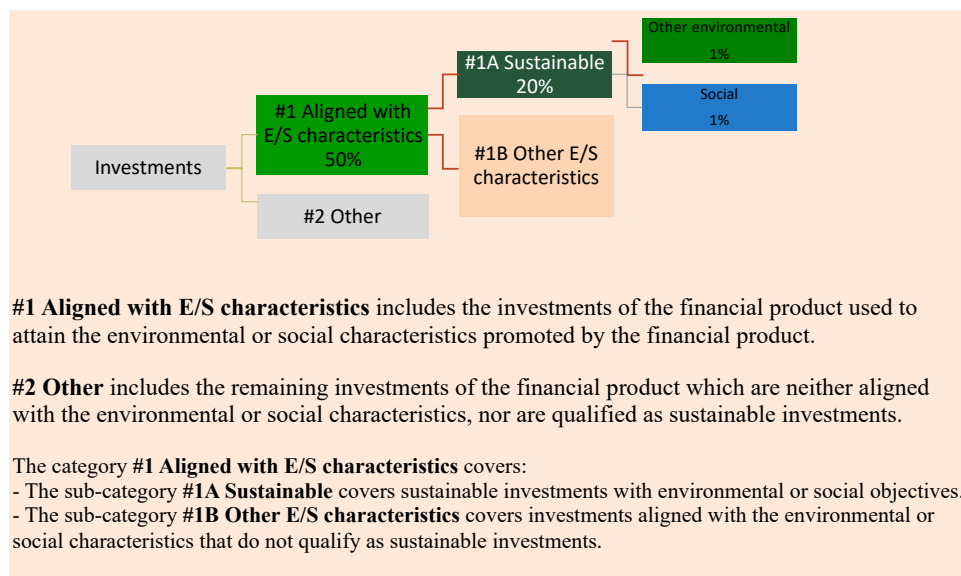 Other environmental
1%
#1A Sustainable
20%
Social
1%
#1 Aligned with
E/S characteristics
50%
#1B Other E/S
characteristics
Investments
#2 Other
#1 Aligned with E/S characteristics includes the investments of the financial product used to
attain the environmental or social characteristics promoted by the financial product.
#2 Other includes the remaining investments of the financial product which are neither aligned
with the environmental or social characteristics, nor are qualified as sustainable investments.
The category #1 Aligned with E/S characteristics covers:
- The sub-category #1A Sustainable covers sustainable investments with environmental or social objectives.
- The sub-category #1B Other E/S characteristics covers investments aligned with the environmental or
social characteristics that do not qualify as sustainable investments.